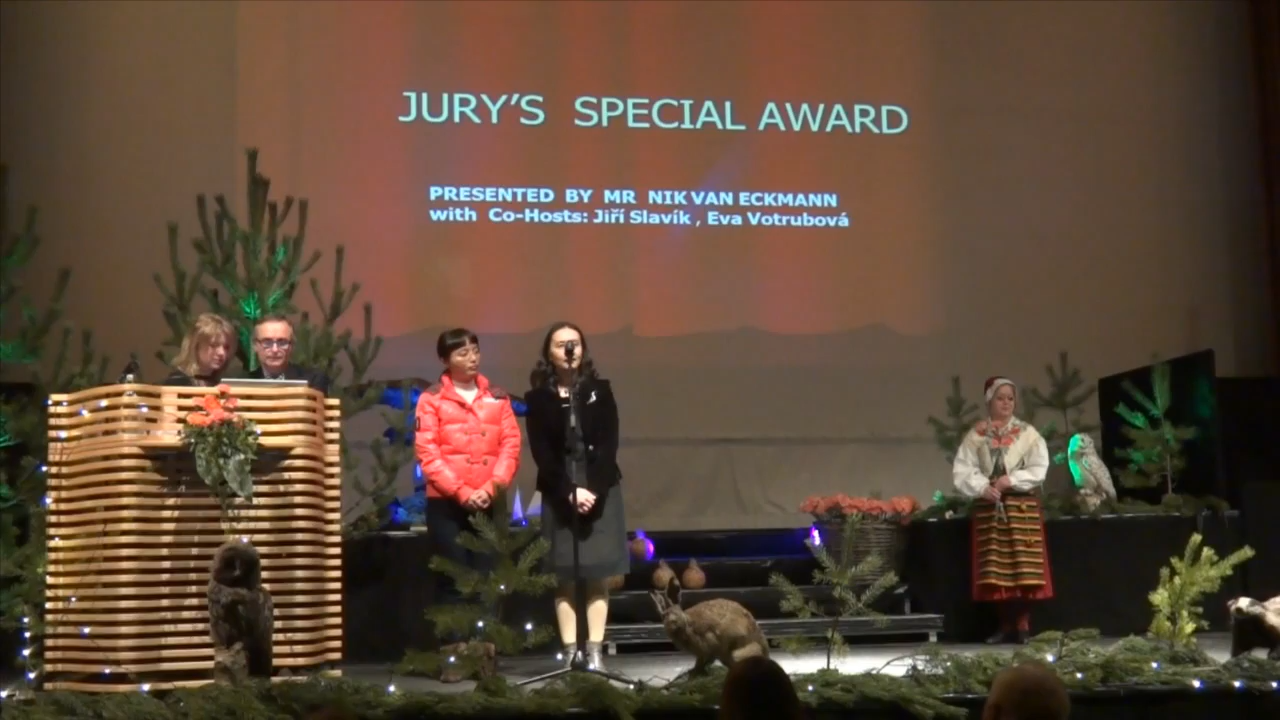 JURY'S SPECIAL AWARD
PRESENTED BY MR NIK VAN ECKMANN
with Co-Hosts: Jiří Slavík , Eva Votrubová